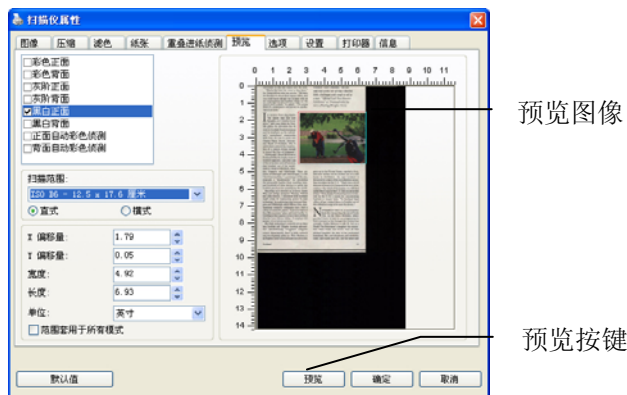 扫描仪属性
图像 压缩 滤色 纸张 重叠进纸侦测 预览 选项 设置 打印器 信息
彩色正面
彩色背面
灰阶正面
灰阶背面
黑白正面
黑白背面
正面自动彩色侦测
背面自动彩色侦测
扫描范围:
ISO B6 - 12.5 x 17.6 厘米
直式 横式
X 偏移量: 1.79
Y 偏移量: 0.05
宽度: 4.92
长度: 6.93
单位: 英寸
范围套用于所有模式
0 1 2 3 4 5 6 7 8 9 10 11
0
1
2
3
4
5
6
7
8
9
10
11
12
13
14
预览图像
预览按键
默认值 预览 确定 取消